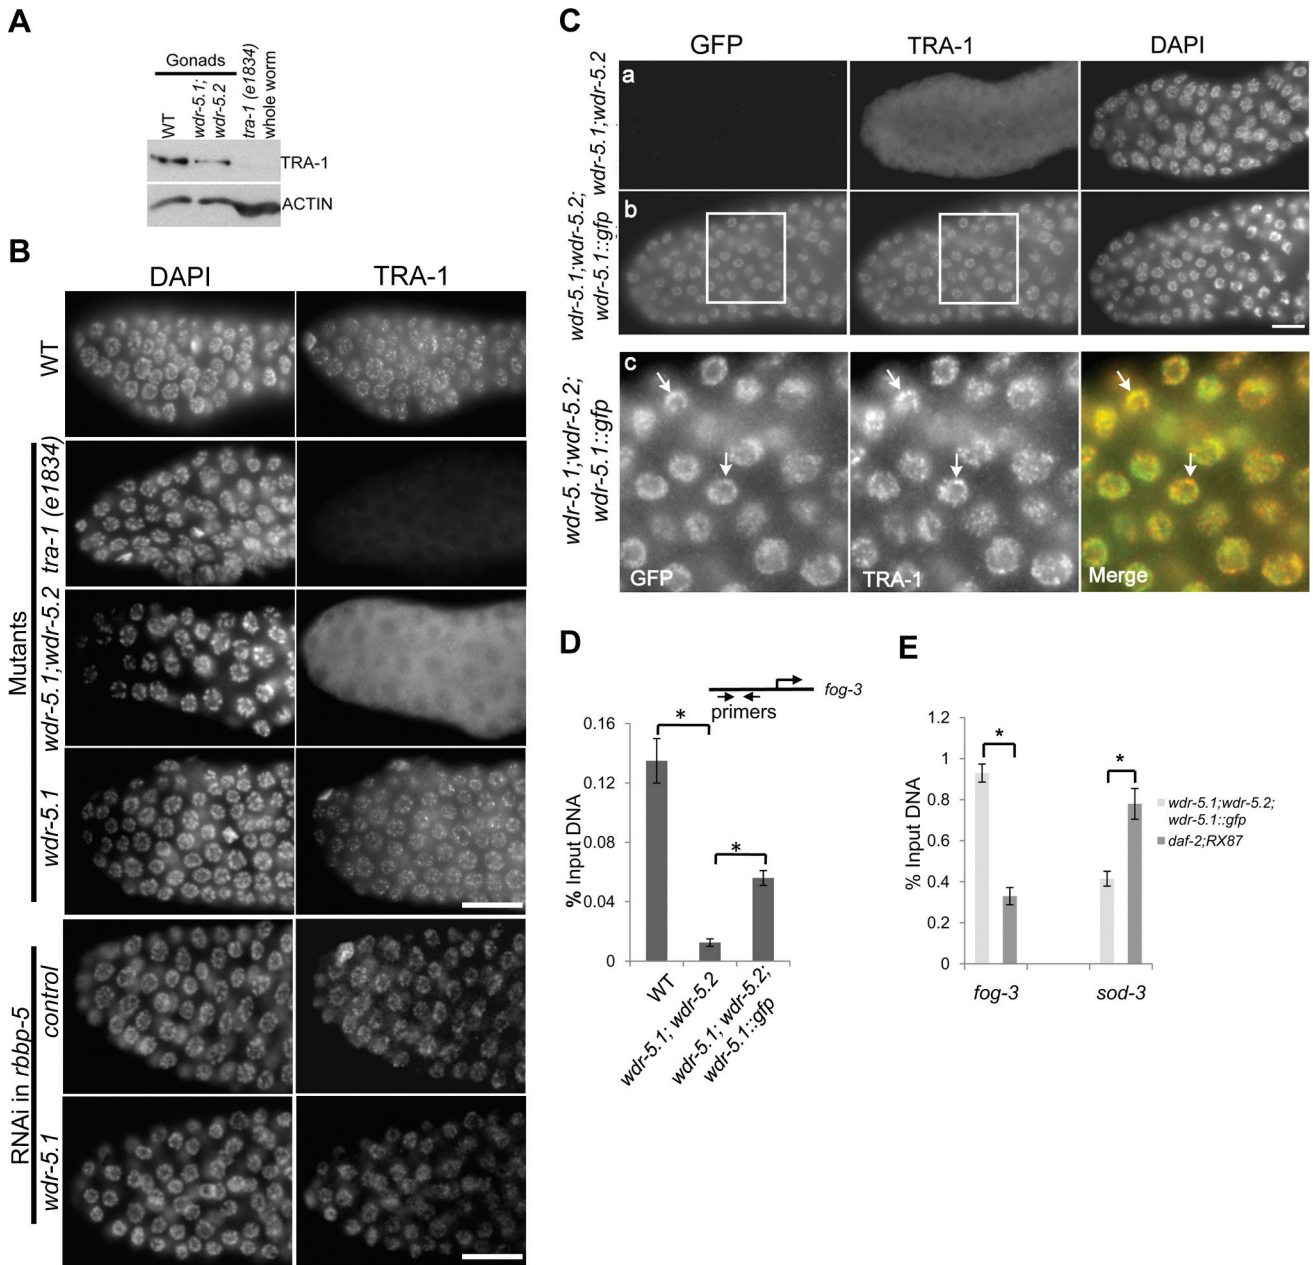 A
Gonads
WT
wdr-5.1;
wdr-5.2
tra-1 (e1834)
whole worm
TRA-1
ACTIN
B
DAPI
TRA-1
WT
Mutants
tra-1 (e1834)
wdr-5.1;wdr-5.2
wdr-5.1
RNAi in rbbp-5
control
wdr-5.1
C
GFP
TRA-1
DAPI
a
wdr-5.1;wdr-5.2
b
wdr-5.1;wdr-5.2;
wdr-5.1::gfp
c
wdr-5.1;wdr-5.2;
wdr-5.1::gfp
GFP
TRA-1
Merge
D
fog-3
primers
% Input DNA
0.16
0.12
0.08
0.04
0
*
*
WT
wdr-5.1; wdr-5.2
wdr-5.1; wdr-5.2;
wdr-5.1::gfp
E
% Input DNA
1.2
1
0.8
0.6
0.4
0.2
0
*
*
fog-3
sod-3
wdr-5.1;wdr-5.2;
wdr-5.1::gfp
daf-2;RX87